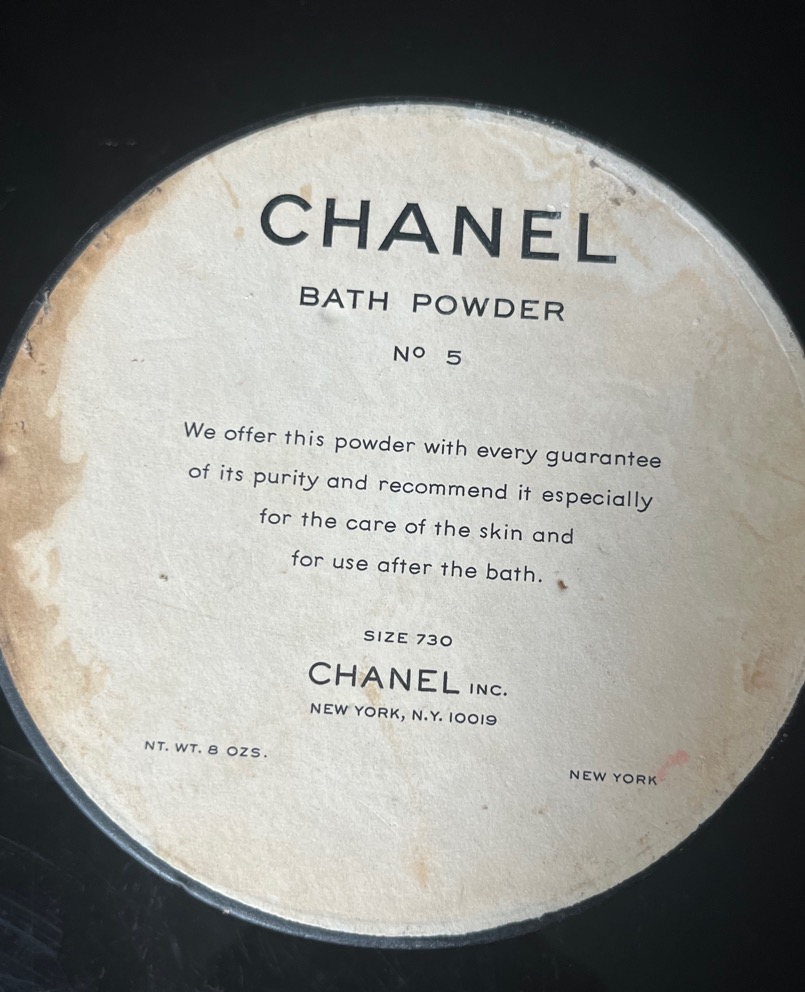 CHANEL
BATH POWDER
Nº 5
We offer this powder with every guarantee
of its purity and recommend it especially
for the care of the skin and
for use after the bath.
SIZE 730
CHANEL INC.
NEW YORK, N.Y. 10019
NT. WT. 8 OZS.
NEW YORK